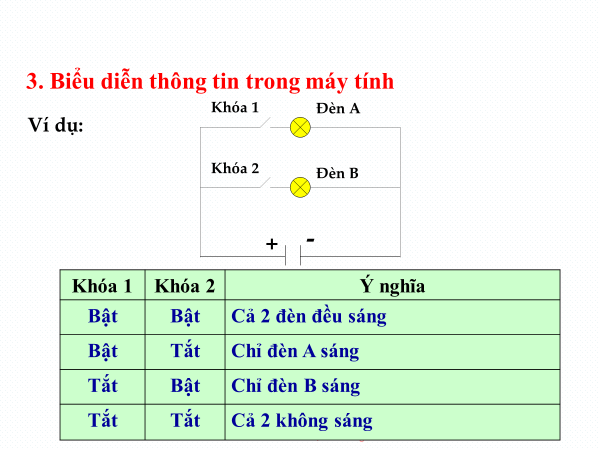 3. Biểu diễn thông tin trong máy tính
Ví dụ:
Khóa 1 Đèn A
Khóa 2 Đèn B
+ -
Khóa 1 Khóa 2 Ý nghĩa
Bật Bật Cả 2 đèn đều sáng
Bật Tắt Chỉ đèn A sáng
Tắt Bật Chỉ đèn B sáng
Tắt Tắt Cả 2 không sáng